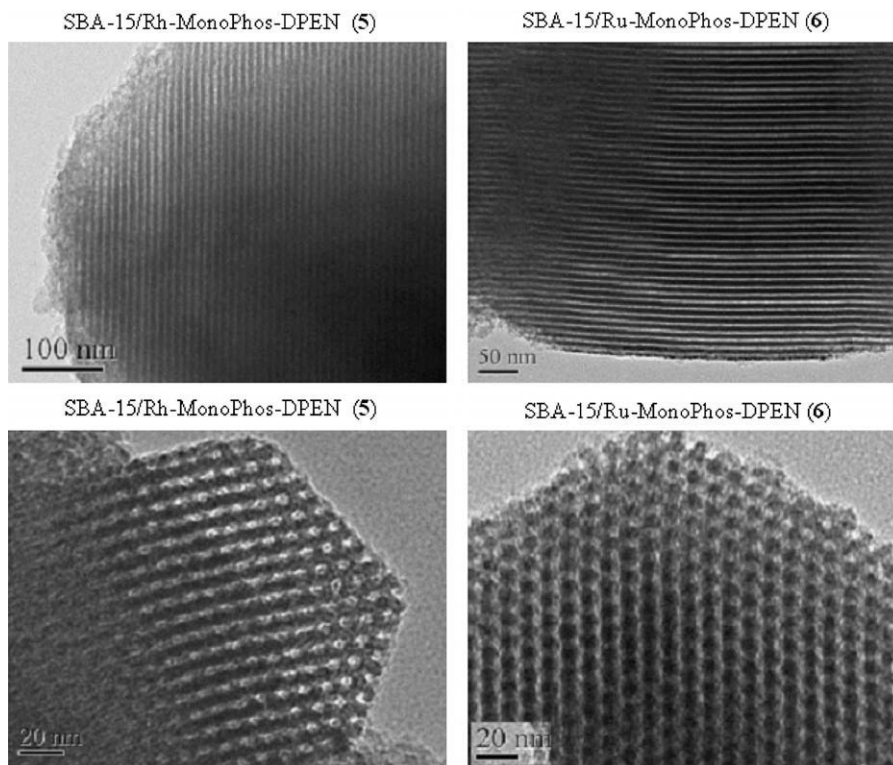 SBA-15/Rh-MonoPhos-DPEN (5)
SBA-15/Ru-MonoPhos-DPEN (6)
100 nm
50 nm
SBA-15/Rh-MonoPhos-DPEN (5)
SBA-15/Ru-MonoPhos-DPEN (6)
20 nm
20 nm